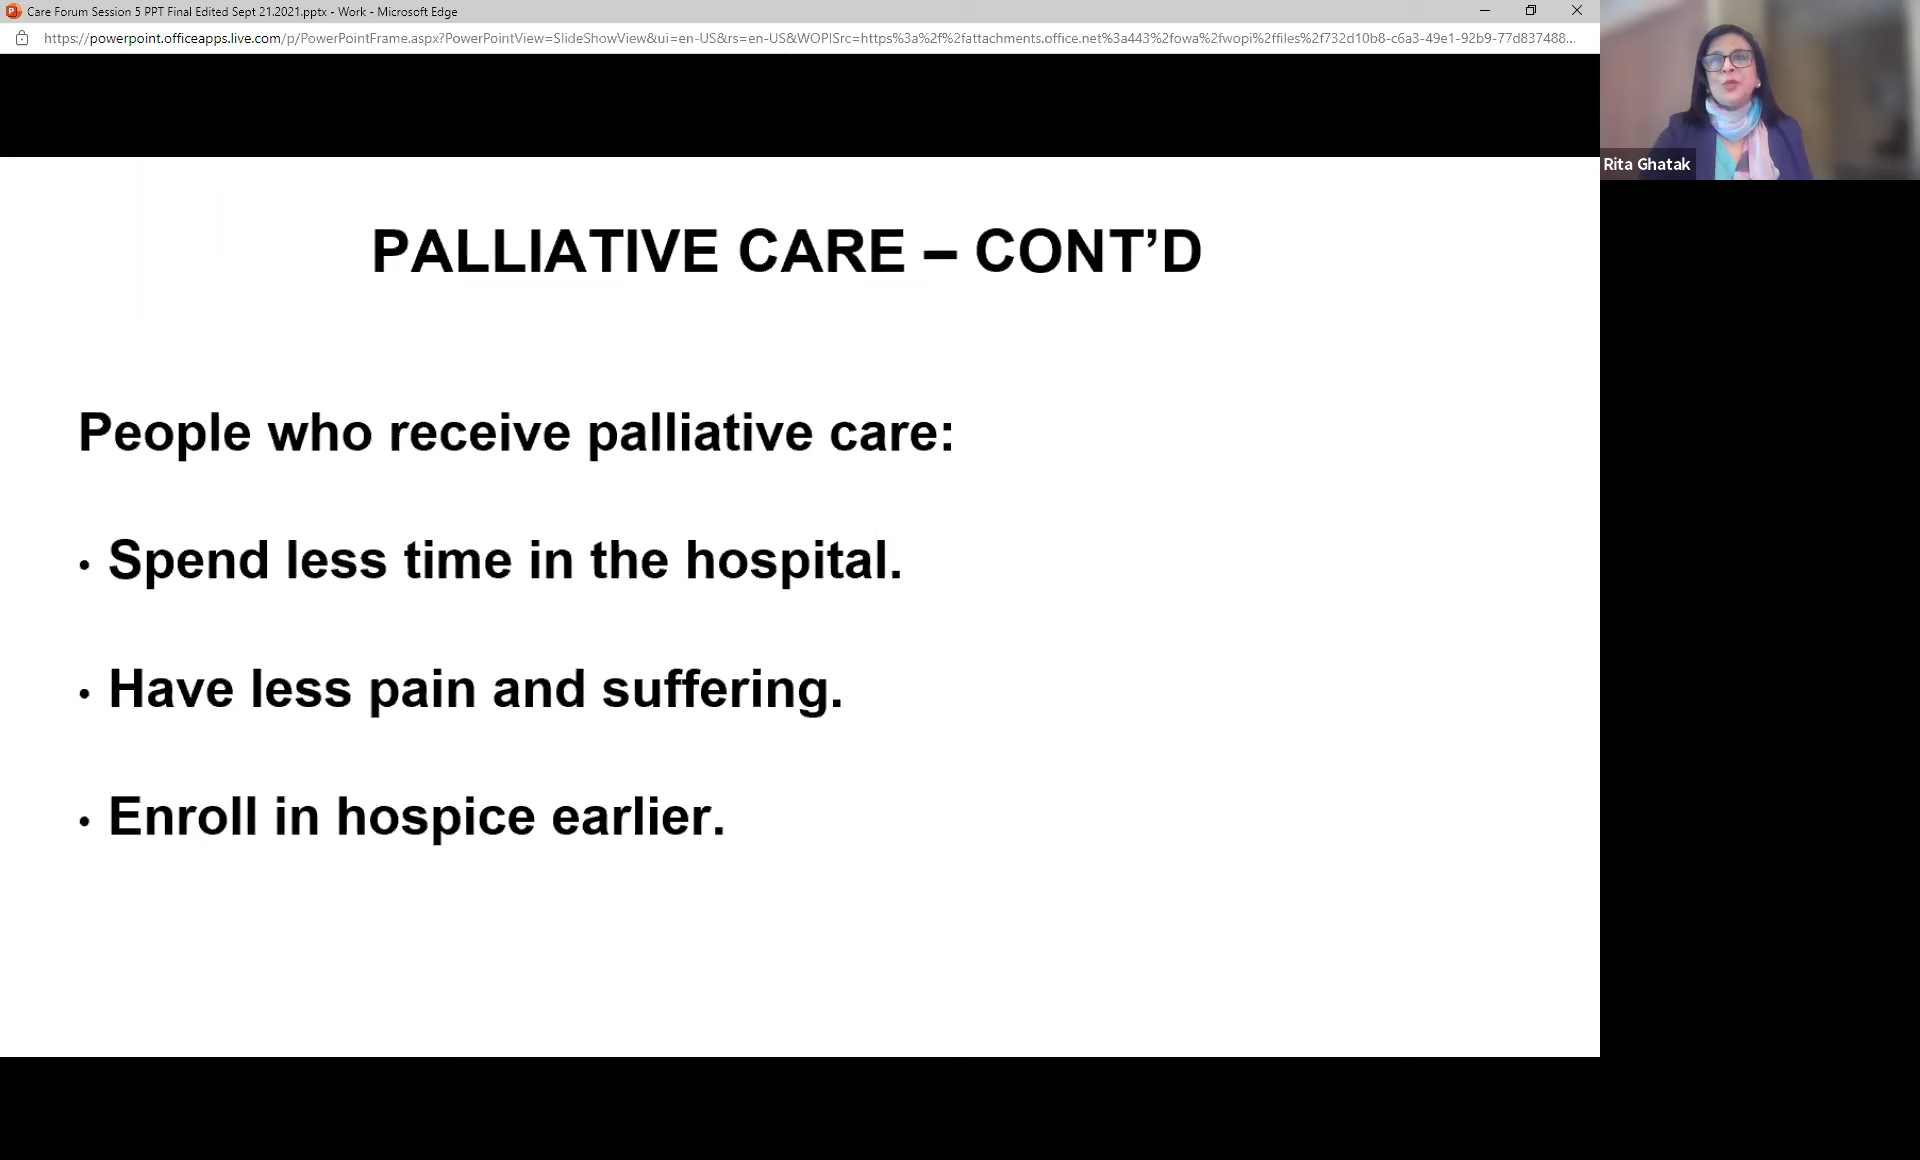 Care Forum Session 5 PPT Final Edited Sept 21.2021.pptx - Work - Microsoft Edge
https://powerpoint.officeapps.live.com/p/PowerPointFrame.aspx?PowerPointView=SlideShowView&ui=en-US&rs=en-US&WOPISrc=https%3a%2f%2fattachments.office.net%3a443%2fowa%2fwopi%2ffiles%2f732d10b8-c6a3-49e1-92b9-77d837488...
Rita Ghatak
PALLIATIVE CARE – CONT’D
People who receive palliative care:
• Spend less time in the hospital.
• Have less pain and suffering.
• Enroll in hospice earlier.